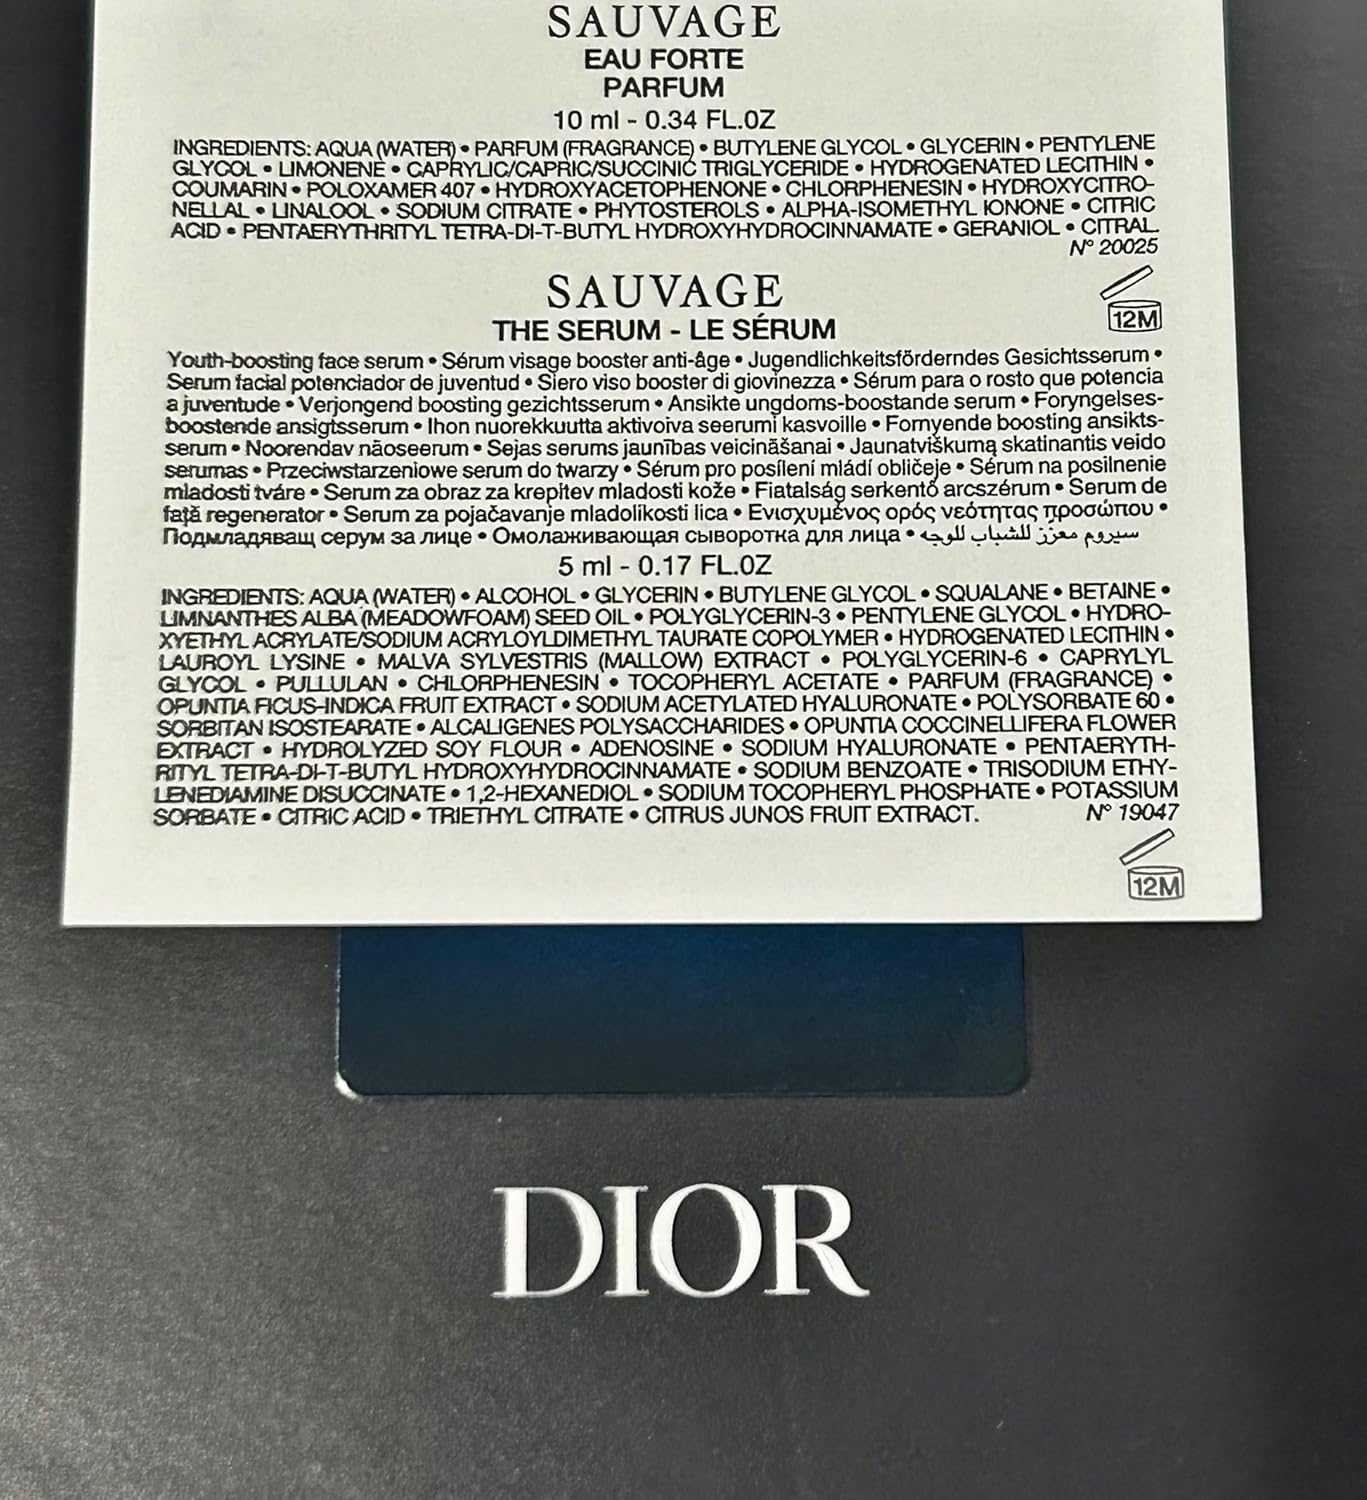 SAUVAGE
EAU FORTE
PARFUM
10 ml - 0.34 FL.0Z
INGREDIENTS: AQUA (WATER) • PARFUM (FRAGRANCE) • BUTYLENE GLYCOL • GLYCERIN • PENTYLENE
GLYCOL • LIMONENE • CAPRYLIC/CAPRIC/SUCCINIC TRIGLYCERIDE • HYDROGENATED LECITHIN •
COUMARIN • POLOXAMER 407 • HYDROXYACETOPHENONE • CHLORPHENESIN • HYDROXYCITRO-
NELLAL • LINALOOL • SODIUM CITRATE • PHYTOSTEROLS • ALPHA-ISOMETHYL IONONE • CITRIC
ACID • PENTAERYTHRITYL TETRA-DI-T-BUTYL HYDROXYHYDROCINNAMATE • GERANIOL • CITRAL.
N° 20025
SAUVAGE
12M
THE SERUM - LE SÉRUM
Youth-boosting face serum • Sérum visage booster anti-âge • Jugendlichkeitsförderndes Gesichtsserum •
Serum facial potenciador de juventud • Siero viso booster di giovinezza • Sérum para o rosto que potencia
a juventude • Verjongend boosting gezichtsserum • Ansikte ungdoms-boostande serum • Foryngelses-
boostende ansigtsserum • Ihon nuorekkuutta aktivoiva seerumi kasvoille • Fornyende boosting ansikts-
serum • Noorendav näoseerum • Sejas serums jaunības veicināšanai • Jaunatviškumą skatinantis veido
serumas • Przeciwstarzeniowe serum do twarzy • Sérum pro posílení mládí obličeje • Sérum na posilnenie
mladosti tváre • Serum za obraz za krepitev mladosti kože • Fiatalság serkentő arcszérum • Serum de
față regenerator • Serum za pojačavanje mladolikosti lica • Ενισχυμένος ορός νεότητας προσώπου •
Подмладяващ серум за лице • Омолаживающая сыворотка для лица • سيروم معزز للشباب للوجه
5 ml - 0.17 FL.0Z
INGREDIENTS: AQUA (WATER) • ALCOHOL • GLYCERIN • BUTYLENE GLYCOL • SQUALANE • BETAINE •
LIMNANTHES ALBA (MEADOWFOAM) SEED OIL • POLYGLYCERIN-3 • PENTYLENE GLYCOL • HYDRO-
XYETHYL ACRYLATE/SODIUM ACRYLOYLDIMETHYL TAURATE COPOLYMER • HYDROGENATED LECITHIN •
LAUROYL LYSINE • MALVA SYLVESTRIS (MALLOW) EXTRACT • POLYGLYCERIN-6 • CAPRYLYL
GLYCOL • PULLULAN • CHLORPHENESIN • TOCOPHERYL ACETATE • PARFUM (FRAGRANCE) •
OPUNTIA FICUS-INDICA FRUIT EXTRACT • SODIUM ACETYLATED HYALURONATE • POLYSORBATE 60 •
SORBITAN ISOSTEARATE • ALCALIGENES POLYSACCHARIDES • OPUNTIA COCCINELLIFERA FLOWER
EXTRACT • HYDROLYZED SOY FLOUR • ADENOSINE • SODIUM HYALURONATE • PENTAERYTH-
RITYL TETRA-DI-T-BUTYL HYDROXYHYDROCINNAMATE • SODIUM BENZOATE • TRISODIUM ETHY-
LENEDIAMINE DISUCCINATE • 1,2-HEXANEDIOL • SODIUM TOCOPHERYL PHOSPHATE • POTASSIUM
SORBATE • CITRIC ACID • TRIETHYL CITRATE • CITRUS JUNOS FRUIT EXTRACT. N° 19047
12M
DIOR